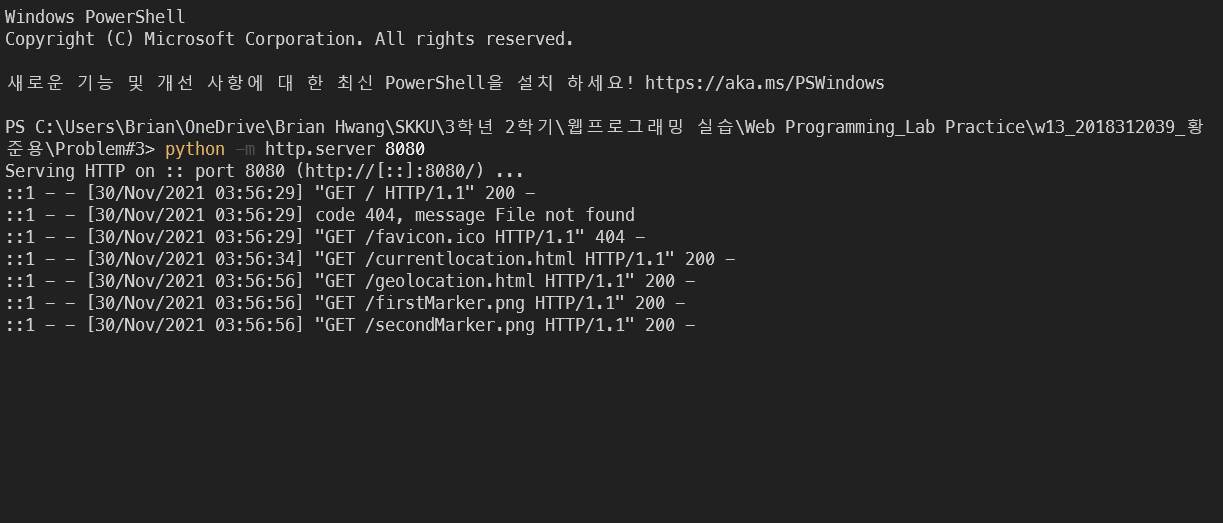 Windows PowerShell
Copyright (C) Microsoft Corporation. All rights reserved.
새로운 기능 및 개선 사항에 대 한 최신 PowerShell을 설치 하세요! https://aka.ms/PSWindows
PS C:\Users\Brian\OneDrive\Brian Hwang\SKKU\3학년 2학기\웹프로그래밍 실습\Web Programming_Lab Practice\w13_2018312039_황
준용\Problem#3> python -m http.server 8080
Serving HTTP on :: port 8080 (http://[::]:8080/) ...
::1 - - [30/Nov/2021 03:56:29] "GET / HTTP/1.1" 200 -
::1 - - [30/Nov/2021 03:56:29] code 404, message File not found
::1 - - [30/Nov/2021 03:56:29] "GET /favicon.ico HTTP/1.1" 404 -
::1 - - [30/Nov/2021 03:56:34] "GET /currentlocation.html HTTP/1.1" 200 -
::1 - - [30/Nov/2021 03:56:56] "GET /geolocation.html HTTP/1.1" 200 -
::1 - - [30/Nov/2021 03:56:56] "GET /firstMarker.png HTTP/1.1" 200 -
::1 - - [30/Nov/2021 03:56:56] "GET /secondMarker.png HTTP/1.1" 200 -